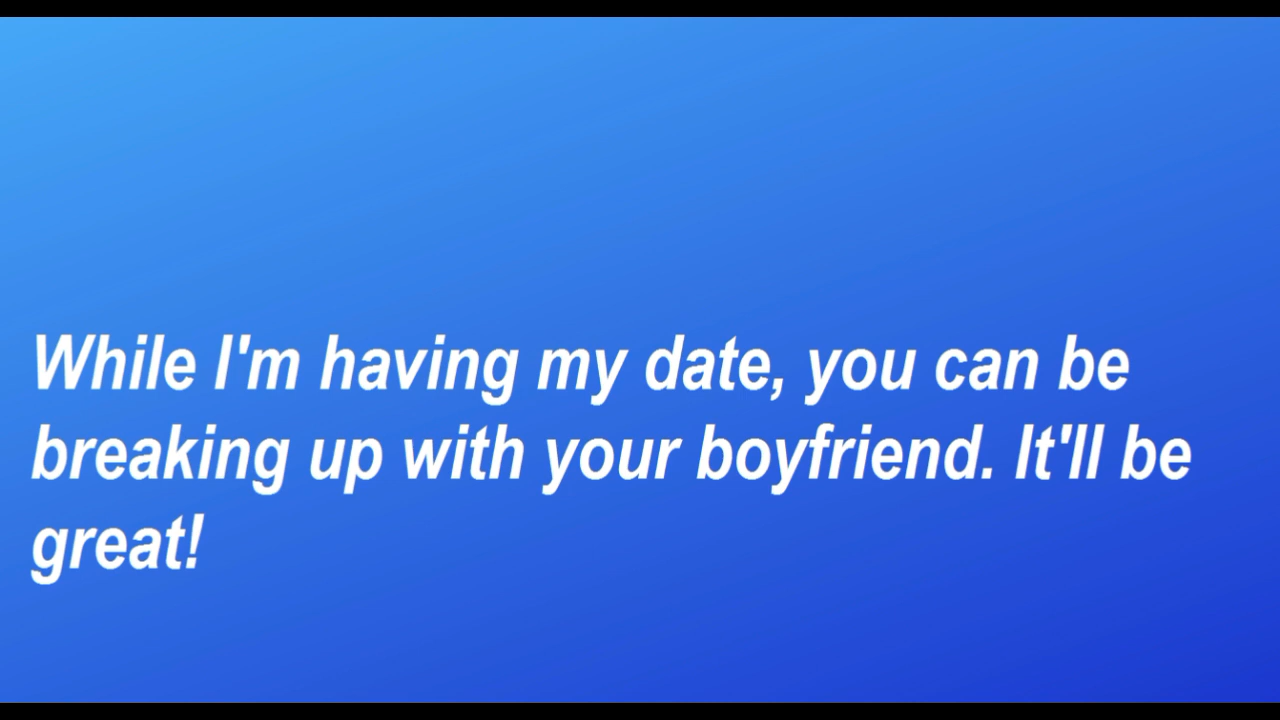 While I'm having my date, you can be
breaking up with your boyfriend. It'll be
great!